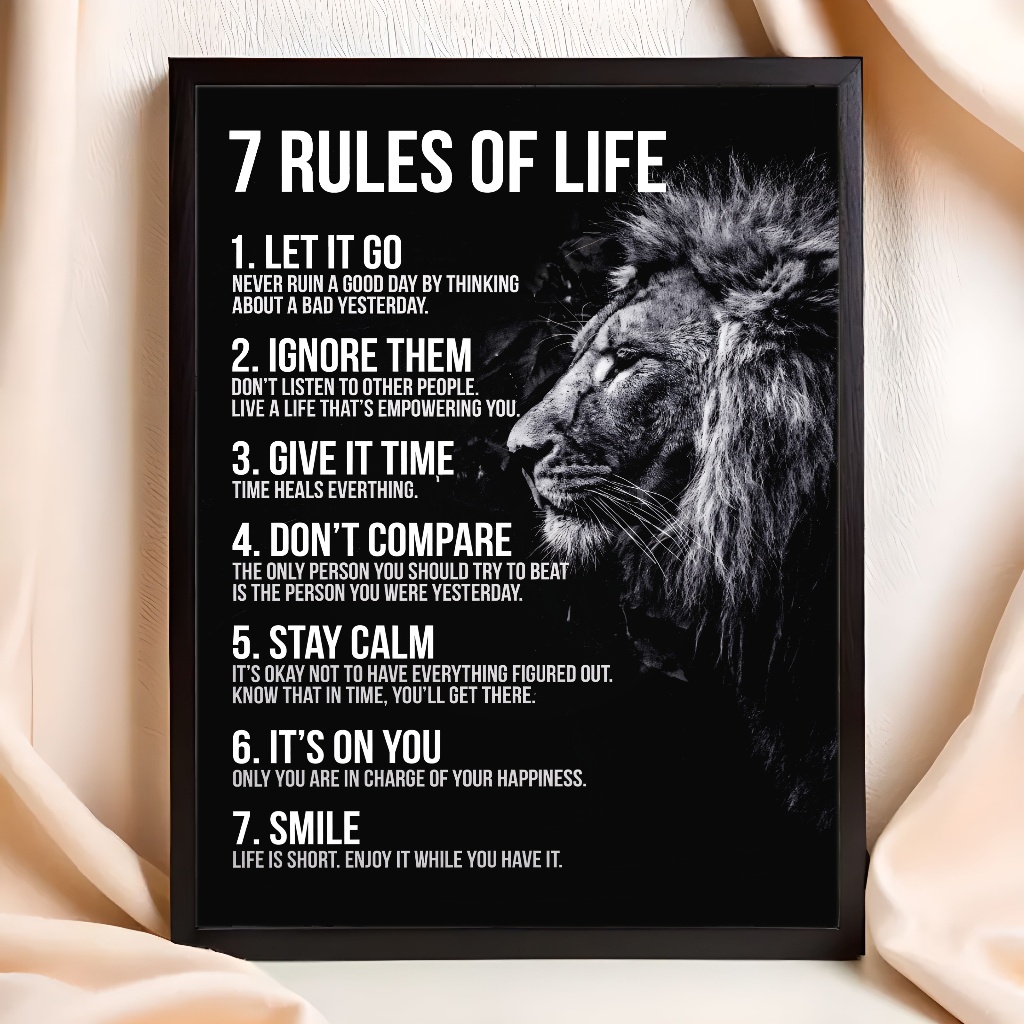 7 RULES OF LIFE
1. LET IT GO
NEVER RUIN A GOOD DAY BY THINKING
ABOUT A BAD YESTERDAY.
2. IGNORE THEM
DON'T LISTEN TO OTHER PEOPLE.
LIVE A LIFE THAT'S EMPOWERING YOU.
3. GIVE IT TIME
TIME HEALS EVERTHING.
4. DON'T COMPARE
THE ONLY PERSON YOU SHOULD TRY TO BEAT
IS THE PERSON YOU WERE YESTERDAY.
5. STAY CALM
IT'S OKAY NOT TO HAVE EVERYTHING FIGURED OUT.
KNOW THAT IN TIME, YOU'LL GET THERE.
6. IT'S ON YOU
ONLY YOU ARE IN CHARGE OF YOUR HAPPINESS.
7. SMILE
LIFE IS SHORT. ENJOY IT WHILE YOU HAVE IT.